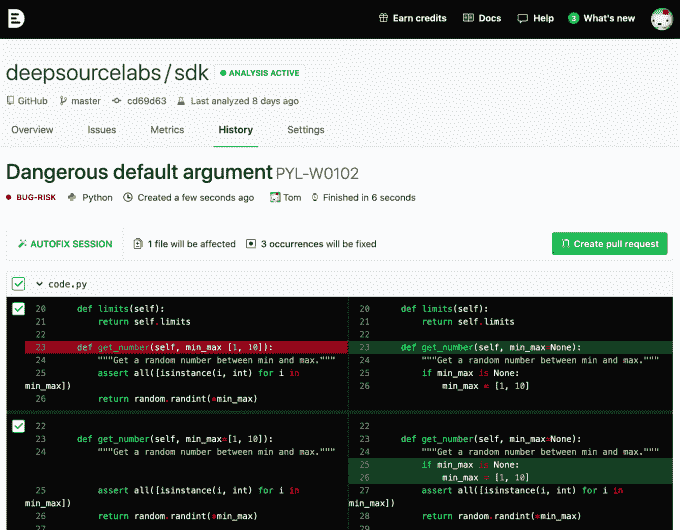 Earn credits Docs Help 3 What's new
deepsourcelabs/sdk ANALYSIS ACTIVE
GitHub master cd69d63 Last analyzed 8 days ago
Overview Issues Metrics History Settings
Dangerous default argument PYL-W0102
BUG-RISK Python Created a few seconds ago Tom Finished in 6 seconds
AUTOFIX SESSION 1 file will be affected 3 occurrences will be fixed Create pull request
code.py
20 def limits(self):
21 return self.limits
22
23 def get_number(self, min_max=[1, 10]):
24 """Get a random number between min and max."""
25 assert all([isinstance(i, int) for i in
min_max])
26 return random.randint(*min_max)
20 def limits(self):
21 return self.limits
22
23 def get_number(self, min_max=None):
24 """Get a random number between min and max."""
25 if min_max is None:
26 min_max = [1, 10]
22
23 def get_number(self, min_max=[1, 10]):
24 """Get a random number between min and max."""
25 assert all([isinstance(i, int) for i in
min_max])
26 return random.randint(*min_max)
27
22
23 def get_number(self, min_max=None):
24 """Get a random number between min and max."""
25 if min_max is None:
26 min_max = [1, 10]
27 assert all([isinstance(i, int) for i in
min_max])
28 return random.randint(*min_max)
29